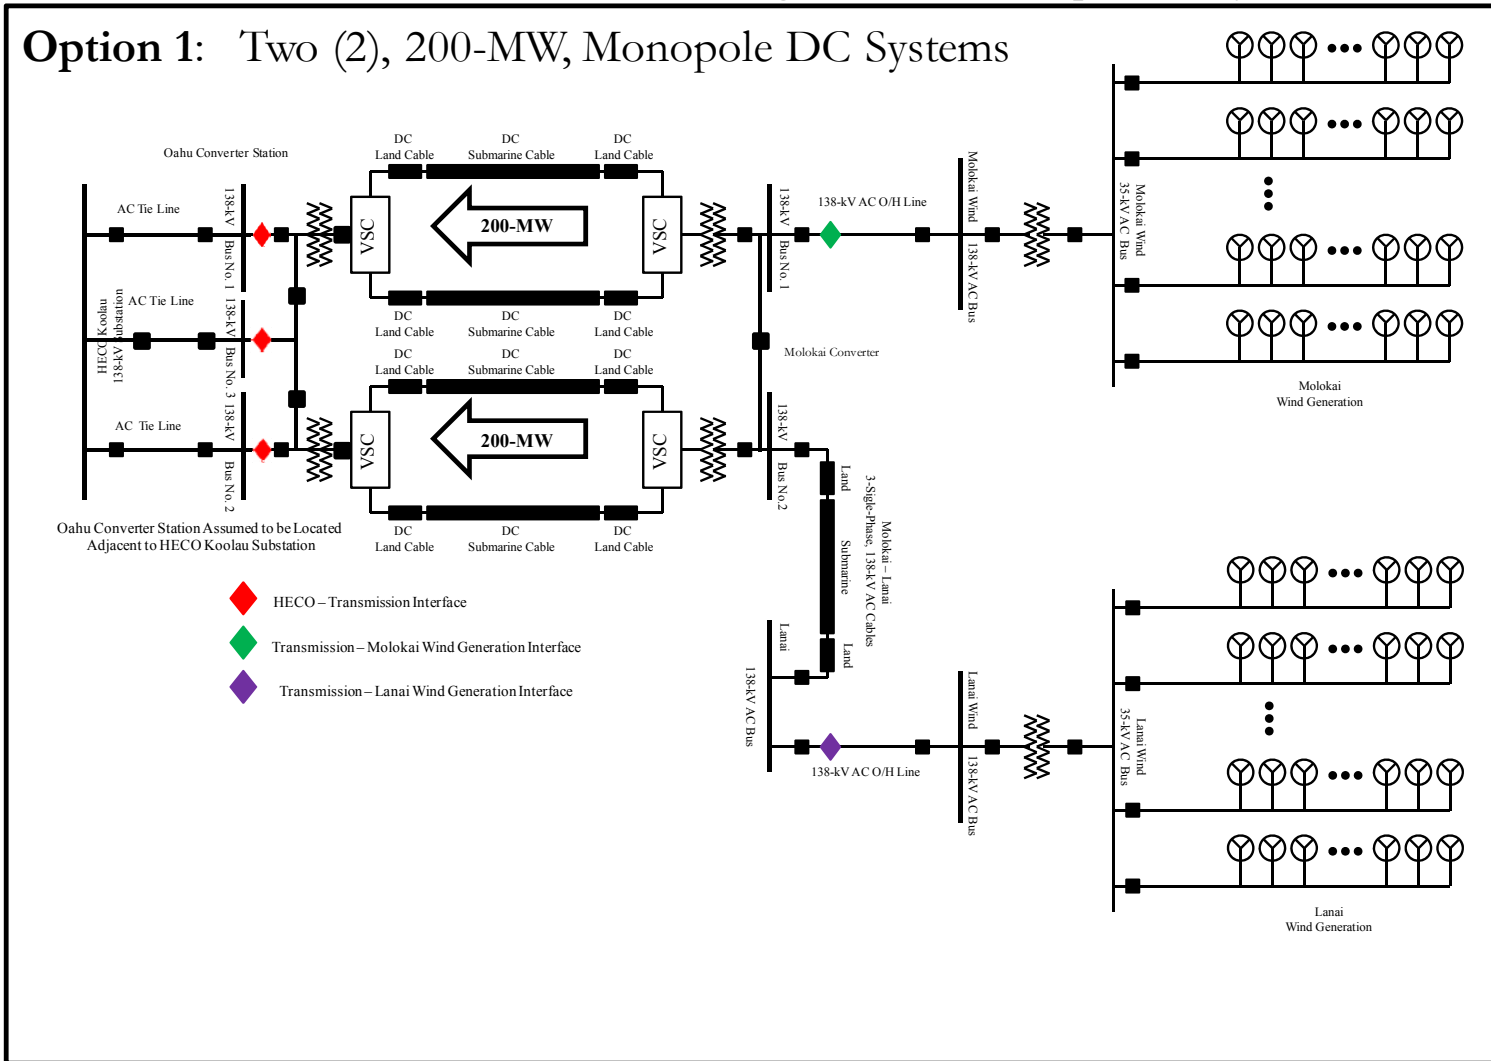 Option 1: Two (2), 200-MW, Monopole DC Systems
Oahu Converter Station
DC
Land Cable
DC
Submarine Cable
DC
Land Cable
AC Tie Line
138-kV
Bus No. 1
VSC
200-MW
VSC
138-kV
Bus No. 1
138-kV AC O/H Line
Molokai Wind
138-kV AC Bus
Molokai Wind
35-kV AC Bus
DC
Land Cable
DC
Submarine Cable
DC
Land Cable
HECO Koolau
138-kV Substation
AC Tie Line
138-kV
Bus No. 3
Molokai Converter
DC
Land Cable
DC
Submarine Cable
DC
Land Cable
Molokai
Wind Generation
AC Tie Line
138-kV
Bus No. 2
VSC
200-MW
VSC
138-kV
Bus No.2
DC
Land Cable
DC
Submarine Cable
DC
Land Cable
Oahu Converter Station Assumed to be Located
Adjacent to HECO Koolau Substation
Land
Submarine
Land
Molokai – Lanai
3-Sigle-Phase, 138-kV AC Cables
HECO – Transmission Interface
Transmission – Molokai Wind Generation Interface
Transmission – Lanai Wind Generation Interface
Lanai
138-kV AC Bus
138-kV AC O/H Line
Lanai Wind
138-kV AC Bus
Lanai Wind
35-kV AC Bus
Lanai
Wind Generation